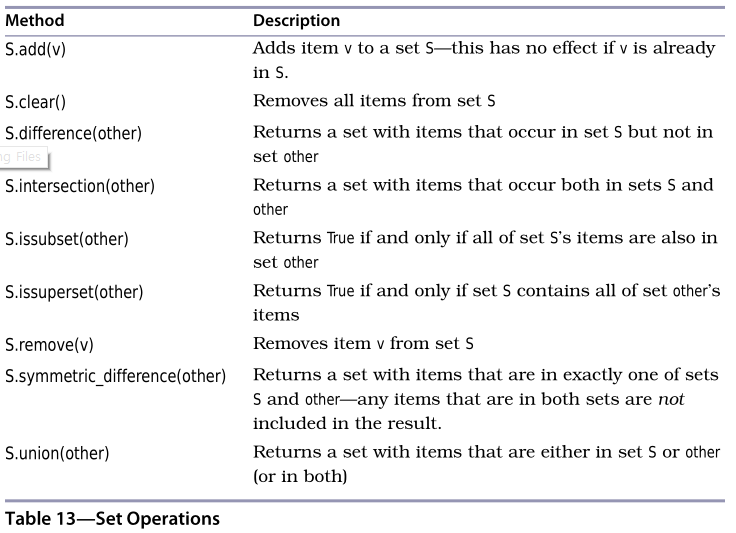 Method Description
S.add(v) Adds item v to a set S—this has no effect if v is already
in S.
S.clear() Removes all items from set S
S.difference(other) Returns a set with items that occur in set S but not in
set other
ng Files
S.intersection(other) Returns a set with items that occur both in sets S and
other
S.issubset(other) Returns True if and only if all of set S's items are also in
set other
S.issuperset(other) Returns True if and only if set S contains all of set other's
items
S.remove(v) Removes item v from set S
S.symmetric_difference(other) Returns a set with items that are in exactly one of sets
S and other—any items that are in both sets are not
included in the result.
S.union(other) Returns a set with items that are either in set S or other
(or in both)
Table 13—Set Operations